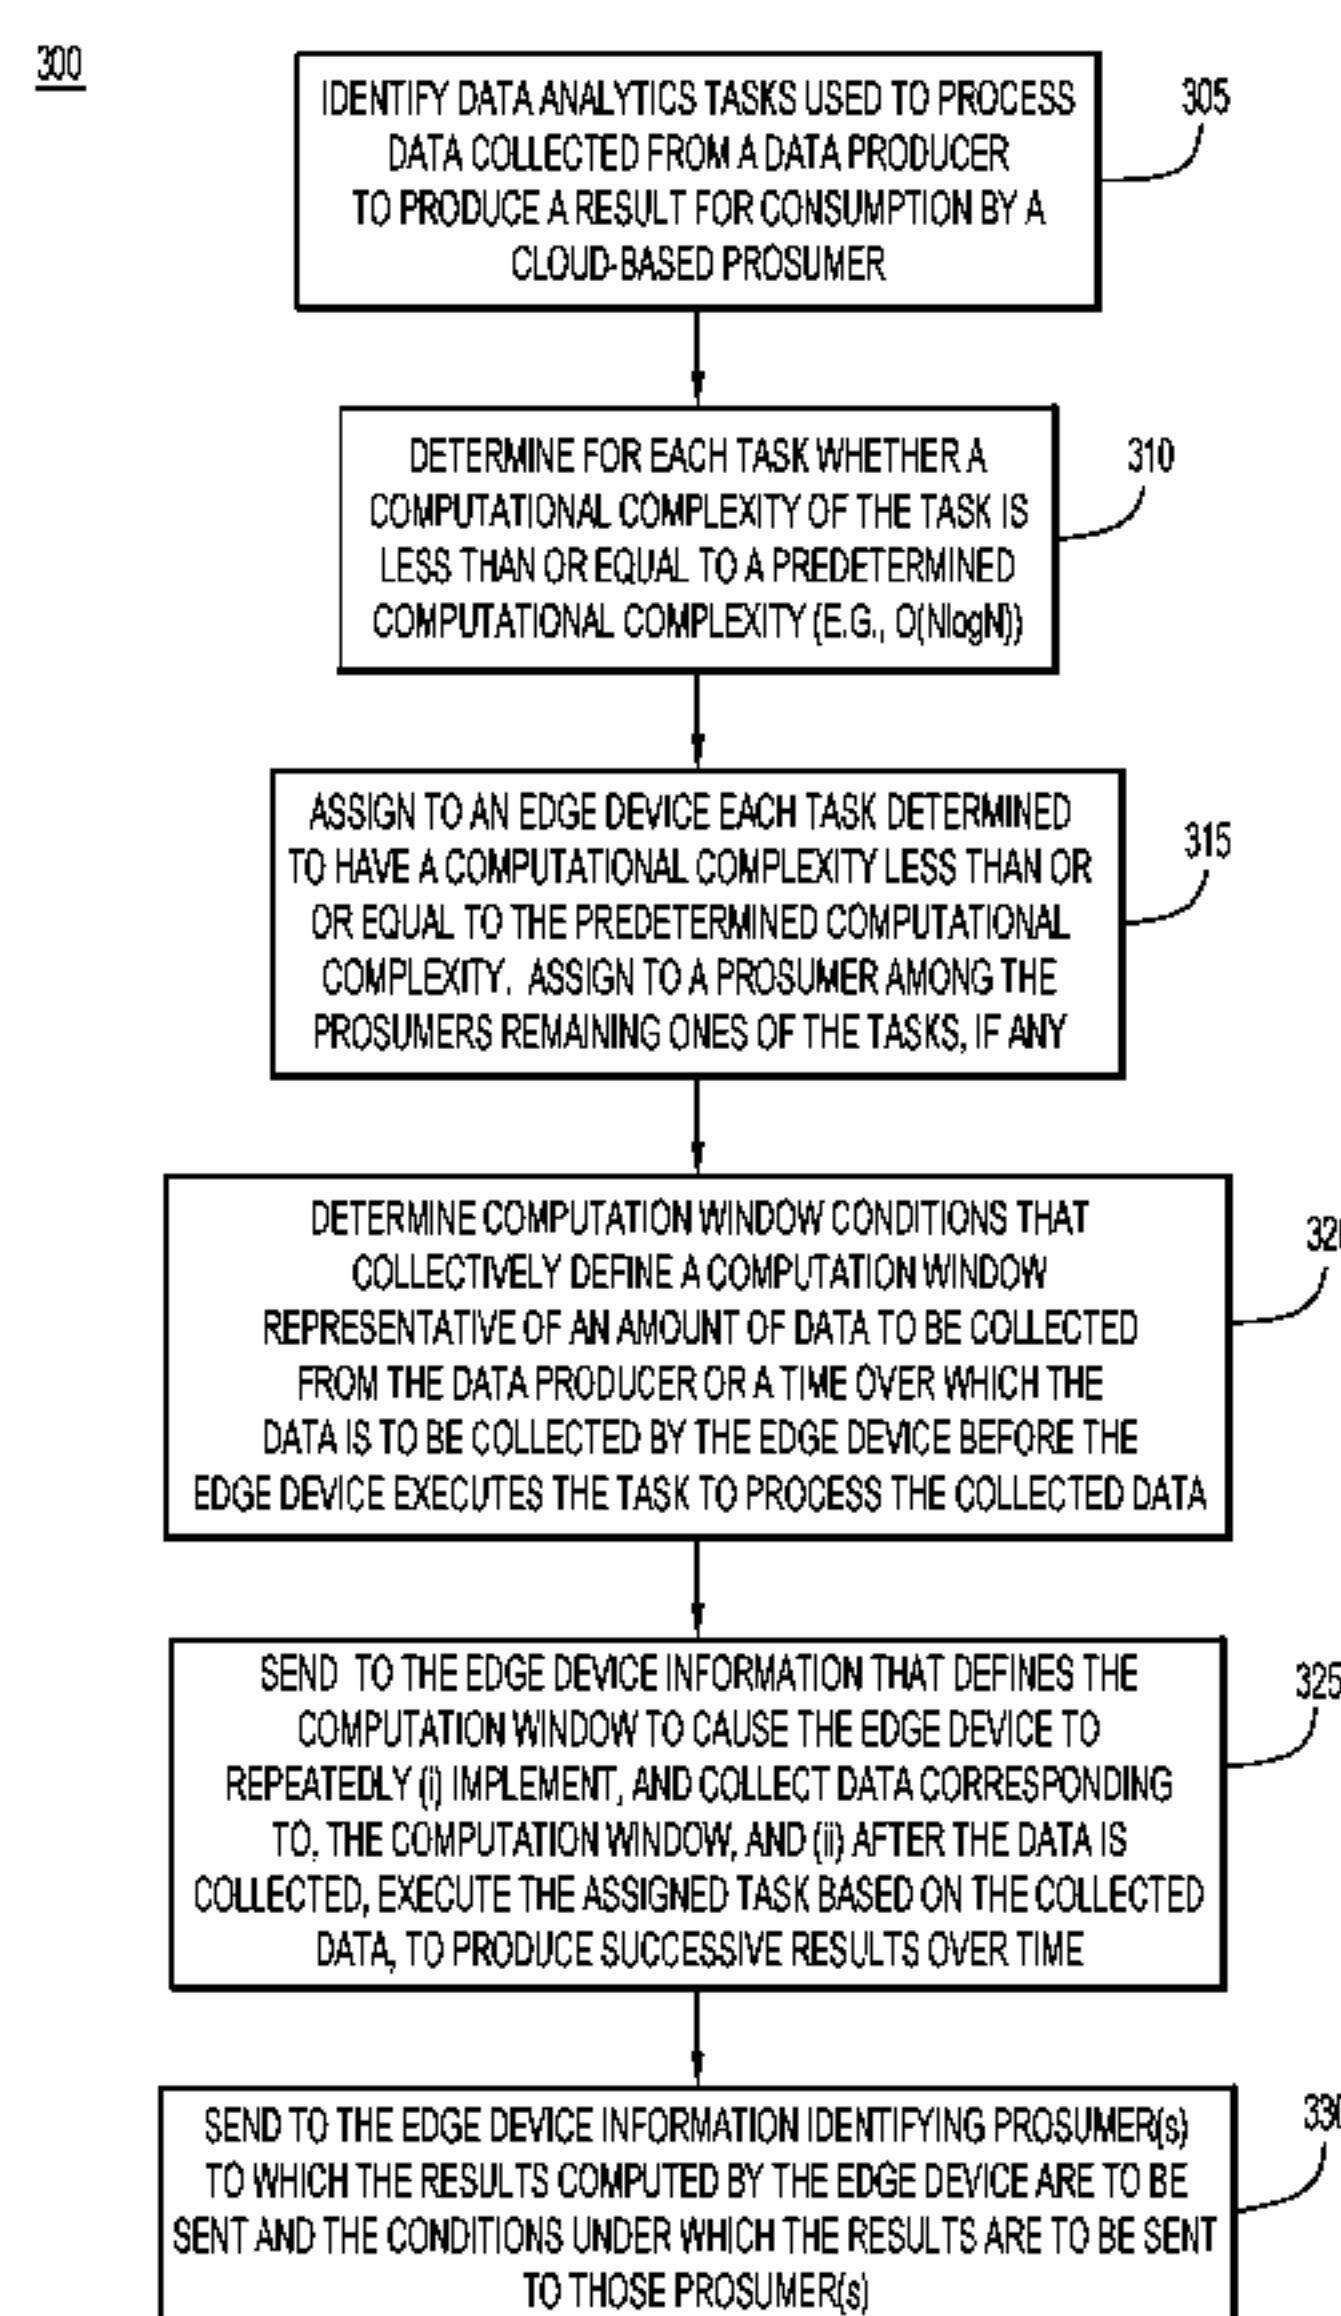 300
IDENTIFY DATA ANALYTICS TASKS USED TO PROCESS
DATA COLLECTED FROM A DATA PRODUCER
TO PRODUCE A RESULT FOR CONSUMPTION BY A
CLOUD-BASED PROSUMER
305
DETERMINE FOR EACH TASK WHETHER A
COMPUTATIONAL COMPLEXITY OF THE TASK IS
LESS THAN OR EQUAL TO A PREDETERMINED
COMPUTATIONAL COMPLEXITY (E.G., O(NlogN))
310
ASSIGN TO AN EDGE DEVICE EACH TASK DETERMINED
TO HAVE A COMPUTATIONAL COMPLEXITY LESS THAN OR
OR EQUAL TO THE PREDETERMINED COMPUTATIONAL
COMPLEXITY. ASSIGN TO A PROSUMER AMONG THE
PROSUMERS REMAINING ONES OF THE TASKS, IF ANY
315
DETERMINE COMPUTATION WINDOW CONDITIONS THAT
COLLECTIVELY DEFINE A COMPUTATION WINDOW
REPRESENTATIVE OF AN AMOUNT OF DATA TO BE COLLECTED
FROM THE DATA PRODUCER OR A TIME OVER WHICH THE
DATA IS TO BE COLLECTED BY THE EDGE DEVICE BEFORE THE
EDGE DEVICE EXECUTES THE TASK TO PROCESS THE COLLECTED DATA
SEND TO THE EDGE DEVICE INFORMATION THAT DEFINES THE
COMPUTATION WINDOW TO CAUSE THE EDGE DEVICE TO
REPEATEDLY (i) IMPLEMENT, AND COLLECT DATA CORRESPONDING
TO, THE COMPUTATION WINDOW, AND (ii) AFTER THE DATA IS
COLLECTED, EXECUTE THE ASSIGNED TASK BASED ON THE COLLECTED
DATA, TO PRODUCE SUCCESSIVE RESULTS OVER TIME
325
SEND TO THE EDGE DEVICE INFORMATION IDENTIFYING PROSUMER(s)
TO WHICH THE RESULTS COMPUTED BY THE EDGE DEVICE ARE TO BE
SENT AND THE CONDITIONS UNDER WHICH THE RESULTS ARE TO BE SENT
TO THOSE PROSUMER(s)